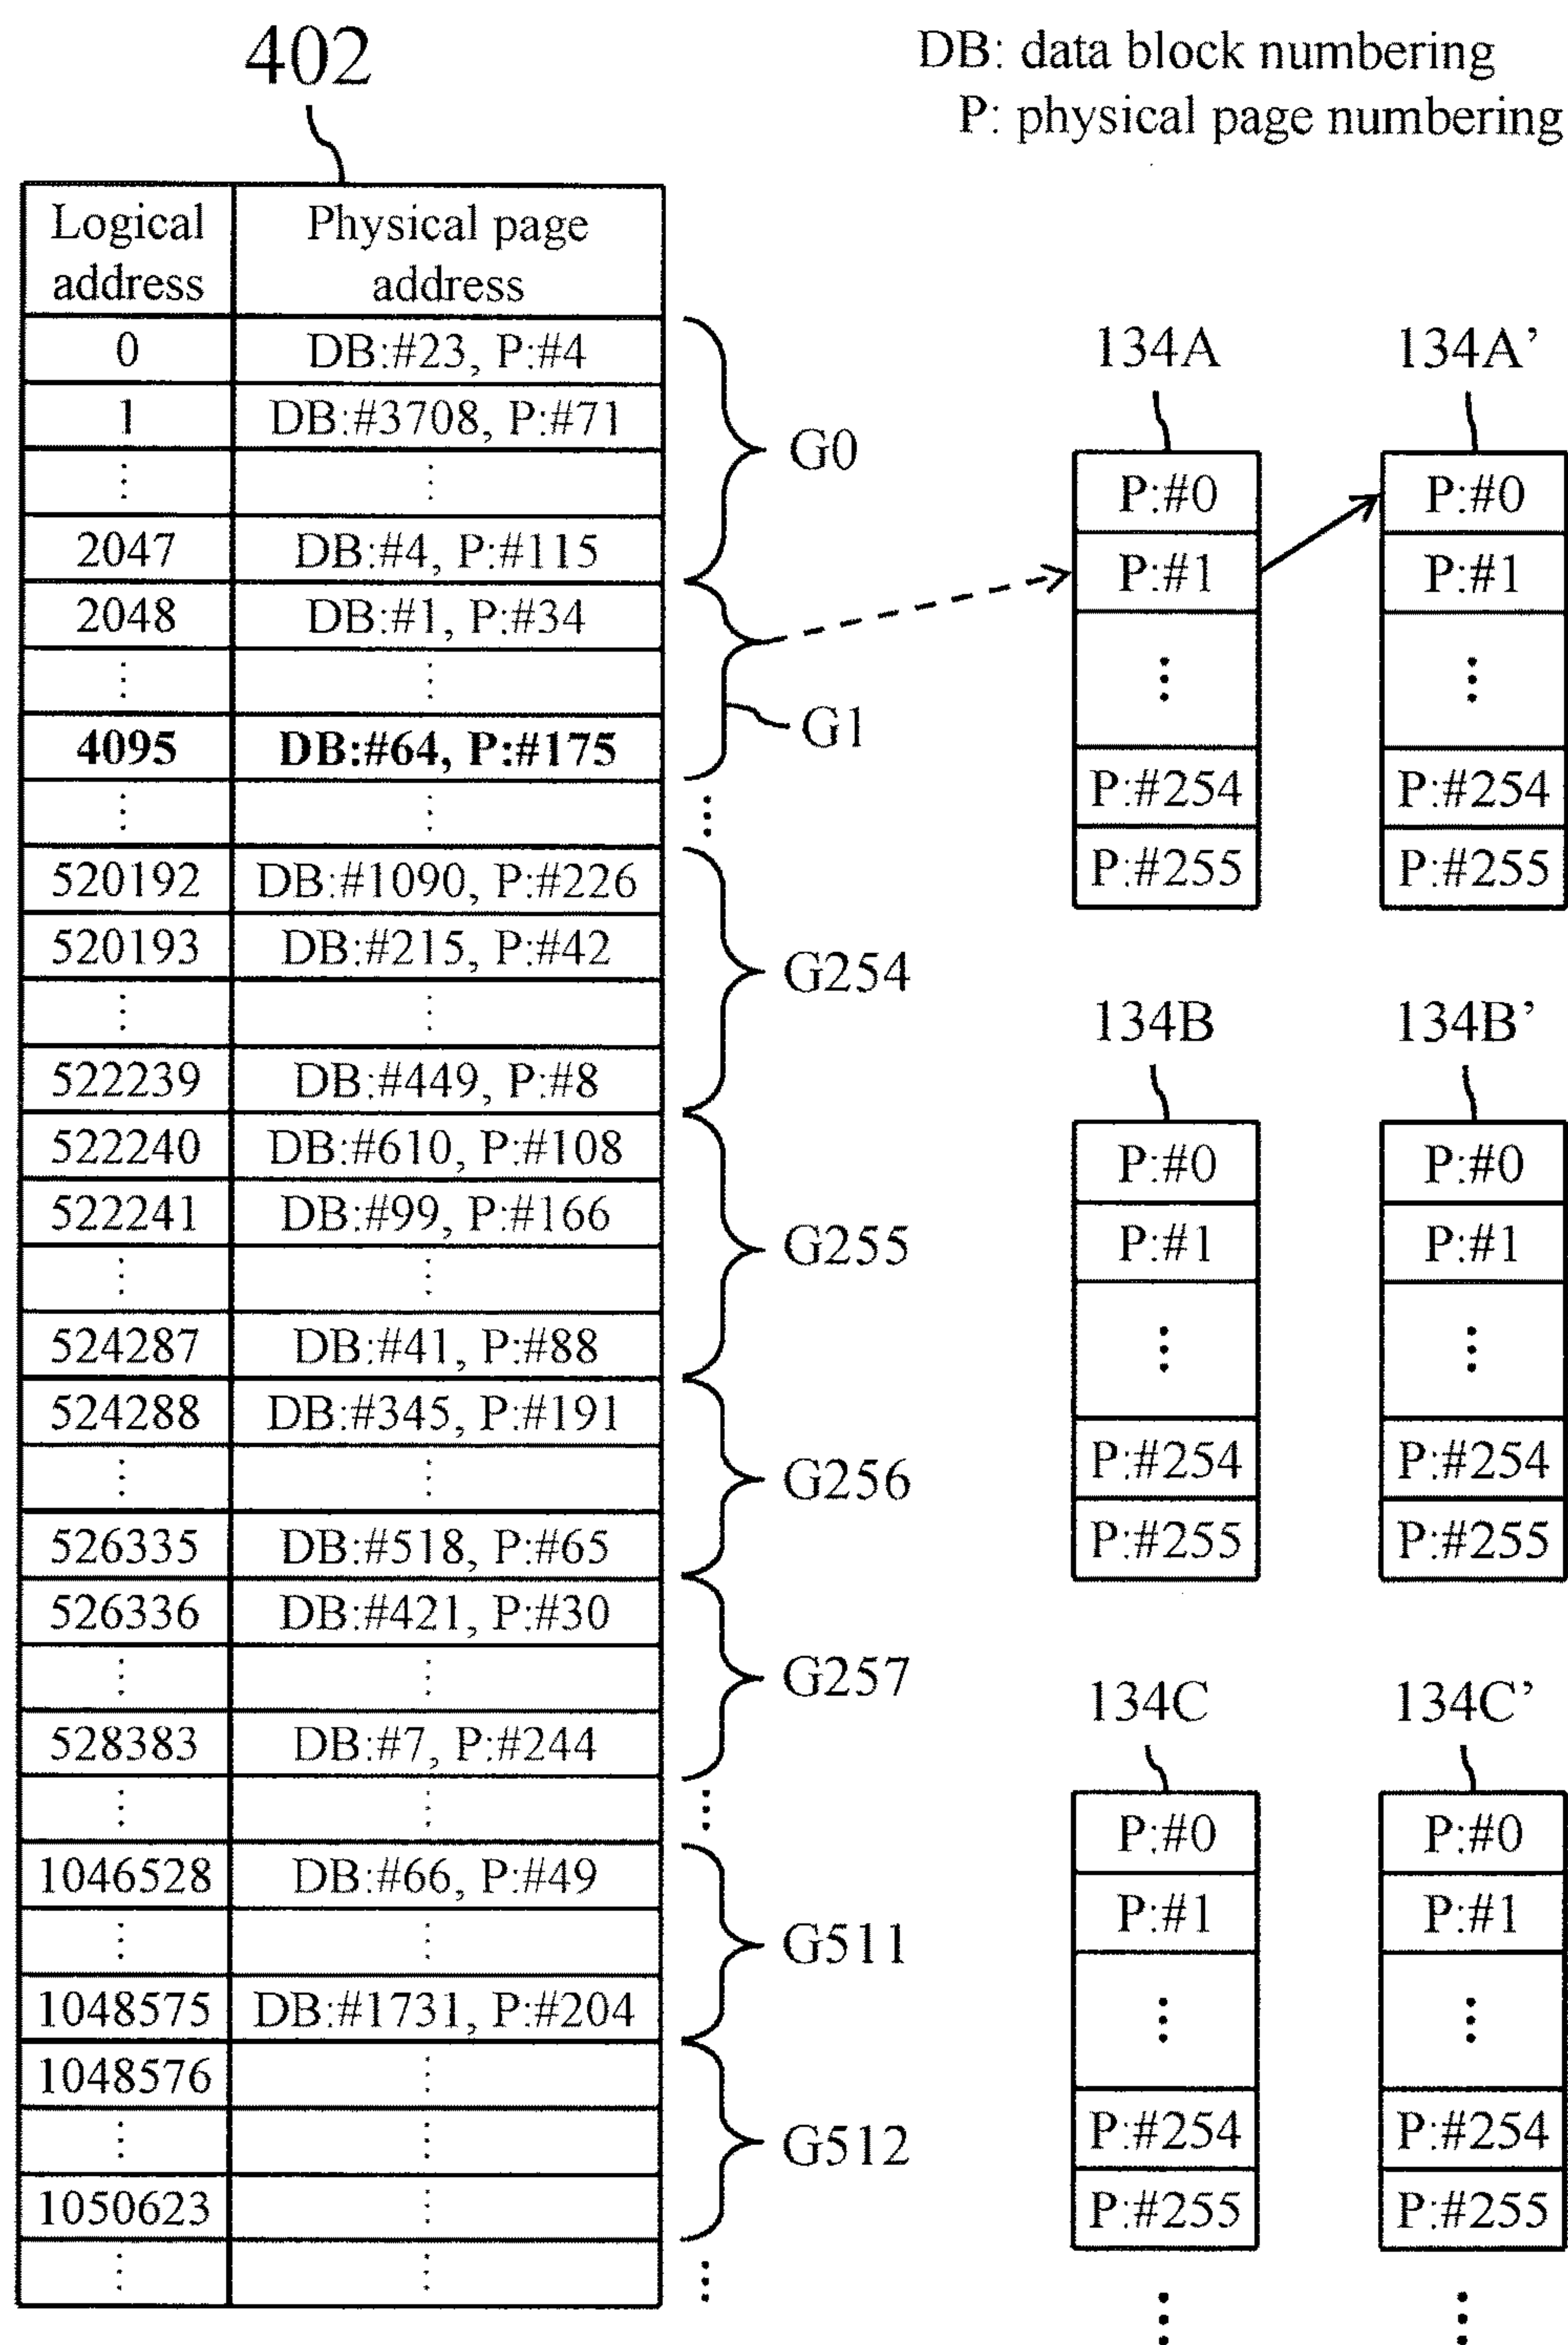 402
DB: data block numbering
P: physical page numbering
Logical address Physical page address
0 DB:#23, P:#4
1 DB:#3708, P:#71
⋮ ⋮
2047 DB:#4, P:#115
G0
2048 DB:#1, P:#34
⋮ ⋮
4095 DB:#64, P:#175
G1
⋮ ⋮ ⋮
520192 DB:#1090, P:#226
520193 DB:#215, P:#42
⋮ ⋮
522239 DB:#449, P:#8
G254
522240 DB:#610, P:#108
522241 DB:#99, P:#166
⋮ ⋮
524287 DB:#41, P:#88
G255
524288 DB:#345, P:#191
⋮ ⋮
526335 DB:#518, P:#65
G256
526336 DB:#421, P:#30
⋮ ⋮
528383 DB:#7, P:#244
G257
⋮ ⋮ ⋮
1046528 DB:#66, P:#49
⋮ ⋮
1048575 DB:#1731, P:#204
G511
1048576 ⋮
⋮ ⋮
1050623 ⋮
G512
⋮ ⋮ ⋮
134A 134A’
P:#0 P:#0
P:#1 P:#1
⋮ ⋮
P:#254 P:#254
P:#255 P:#255
134B 134B’
P:#0 P:#0
P:#1 P:#1
⋮ ⋮
P:#254 P:#254
P:#255 P:#255
134C 134C’
P:#0 P:#0
P:#1 P:#1
⋮ ⋮
P:#254 P:#254
P:#255 P:#255
⋮ ⋮